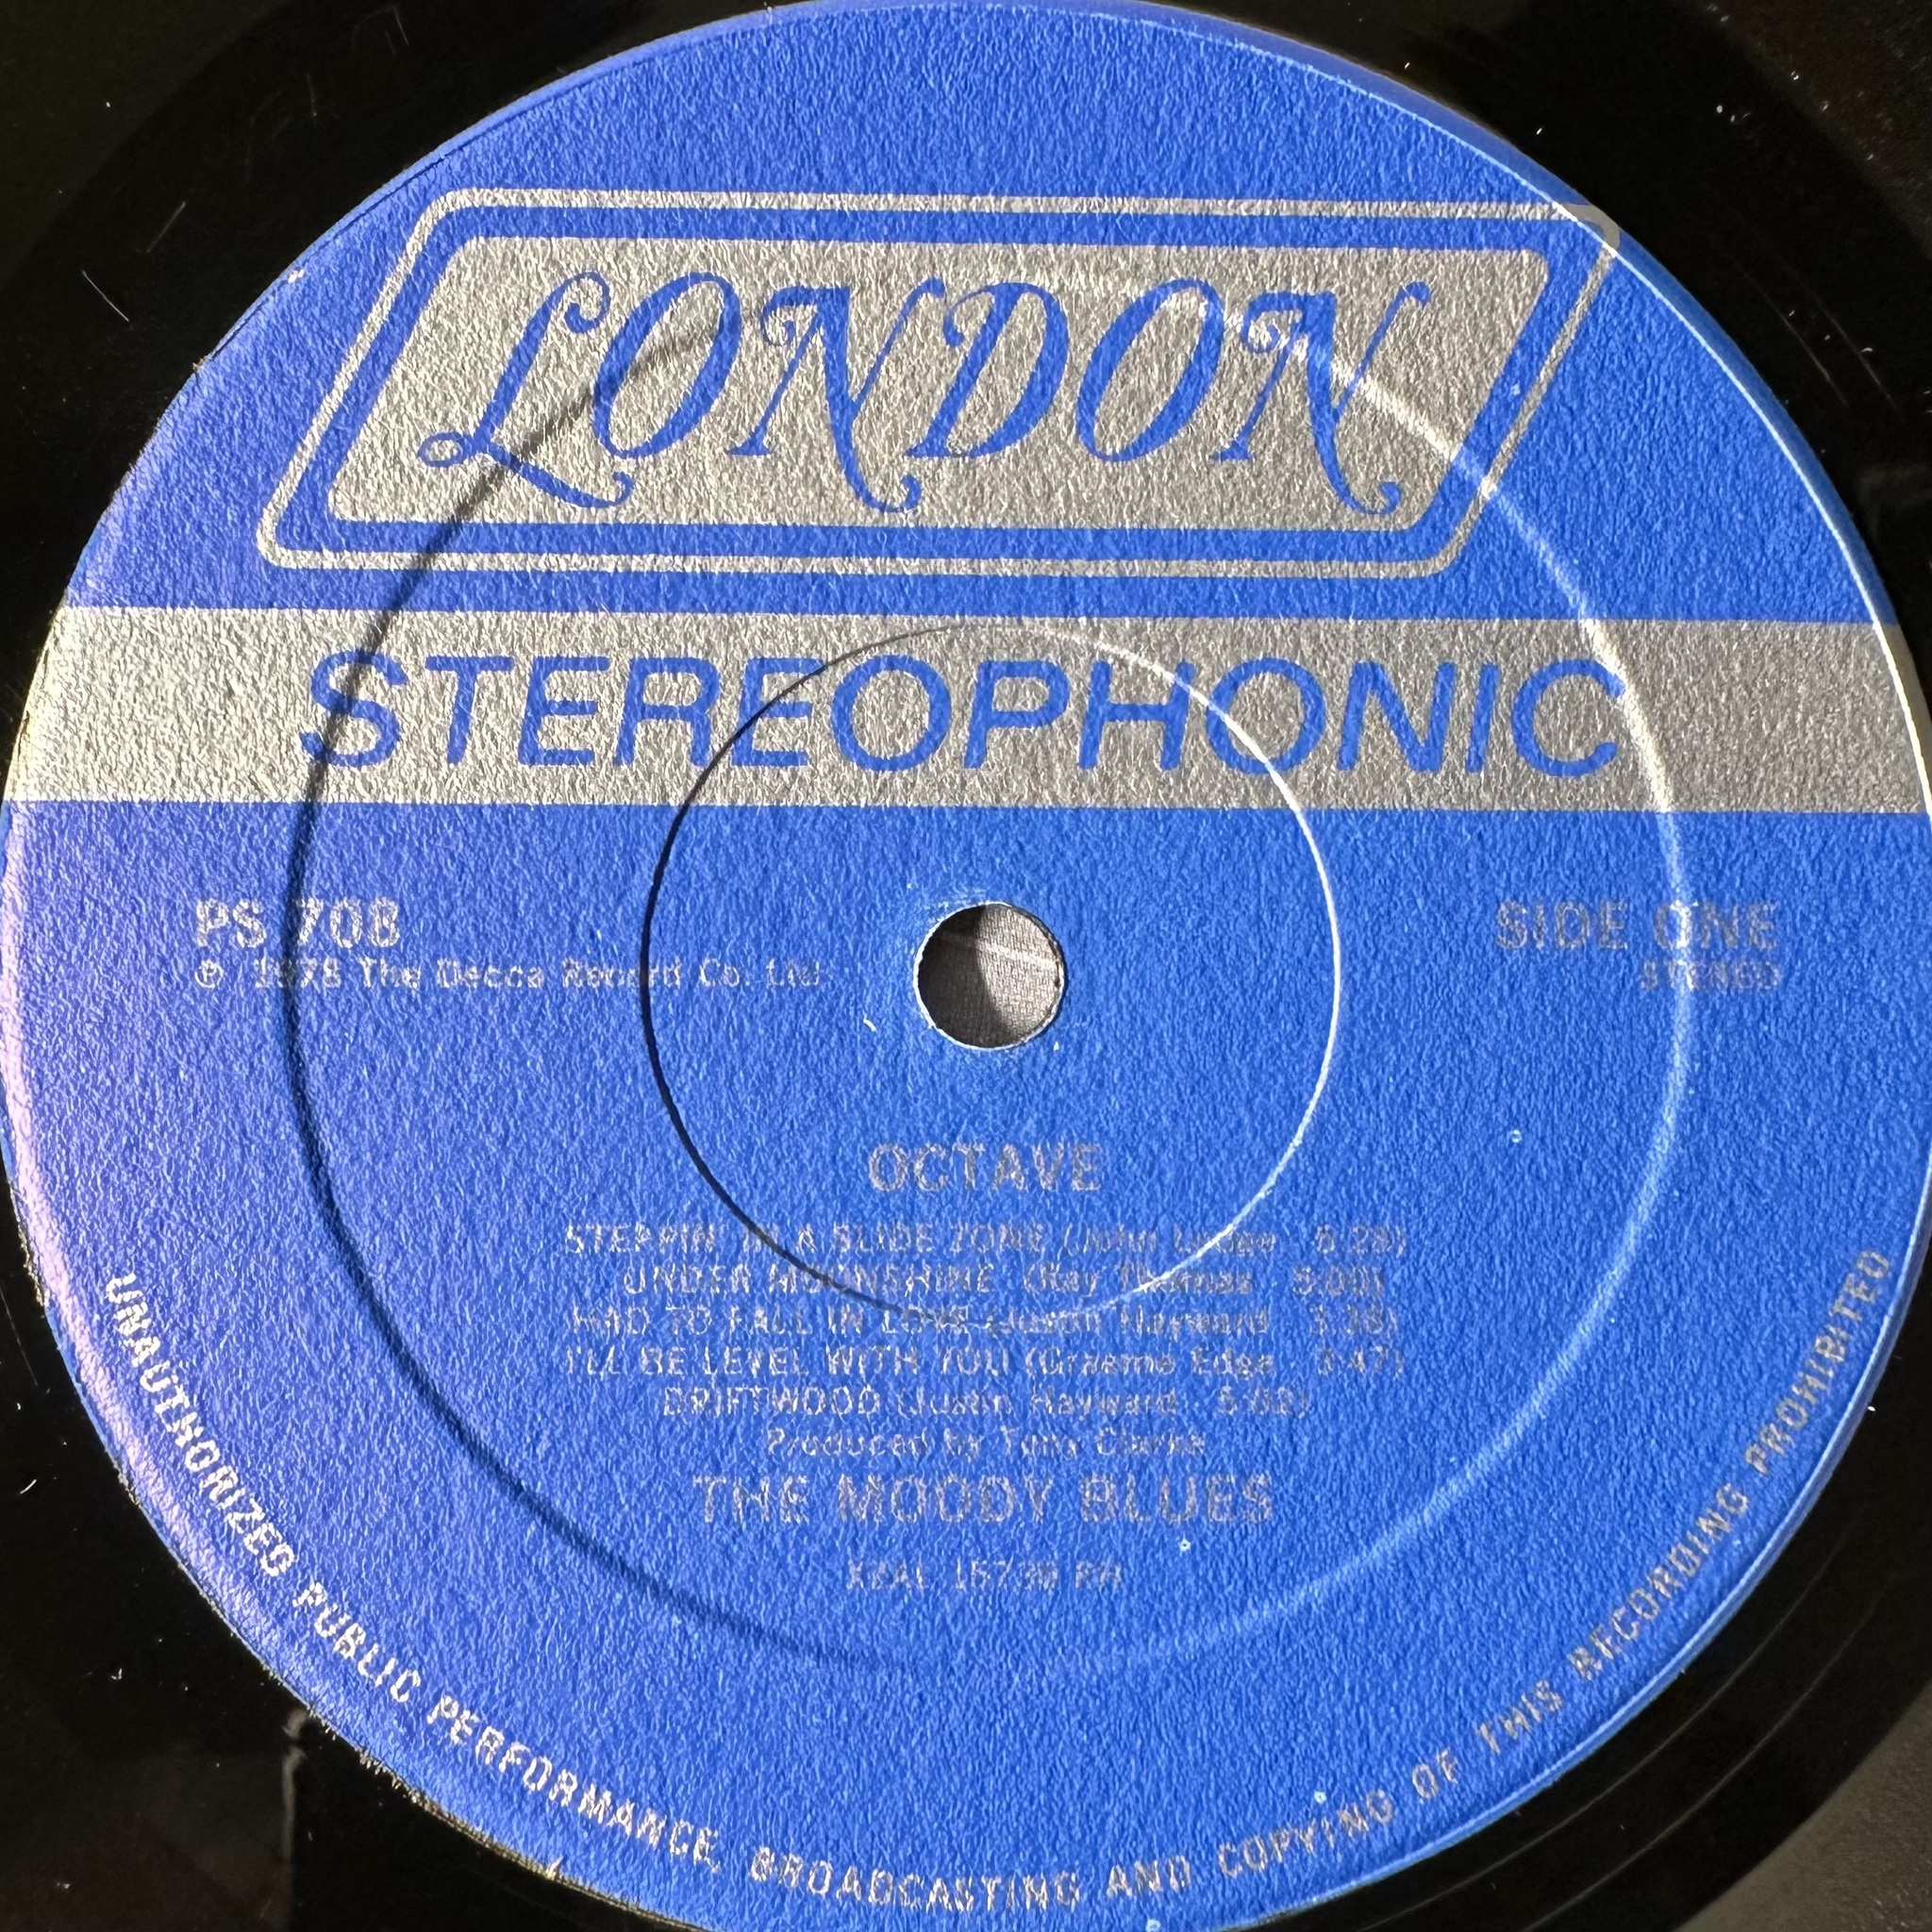 LONDON
STEREOPHONIC
PS 708
SIDE ONE
℗ 1978 The Decca Record Co. Ltd
STEREO
OCTAVE
STEPPIN' IN A SLIDE ZONE (John Lodge 5:28)
UNDER MOONSHINE (Ray Thomas 5:00)
HAD TO FALL IN LOVE (Justin Hayward 3:38)
I'LL BE LEVEL WITH YOU (Graeme Edge 3:47)
DRIFTWOOD (Justin Hayward 5:02)
Produced by Tony Clarke
THE MOODY BLUES
UNAUTHORIZED PUBLIC PERFORMANCE, BROADCASTING AND COPYING OF THIS RECORDING PROHIBITED